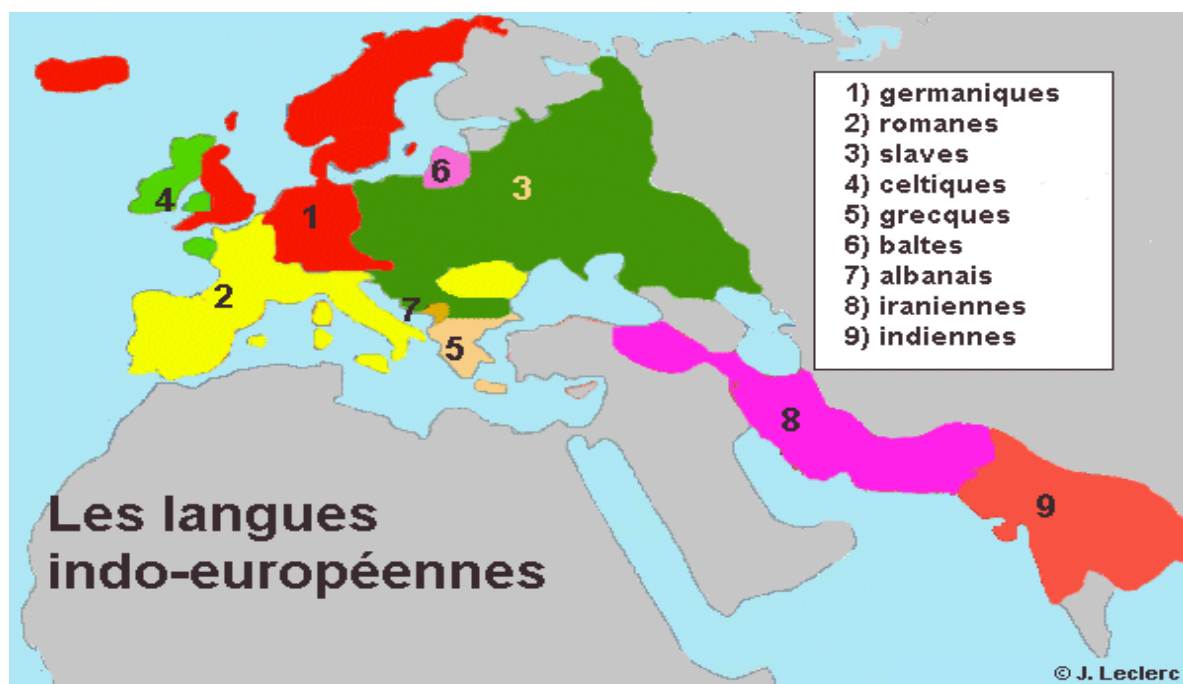 1) germaniques
2) romanes
3) slaves
4) celtiques
5) grecques
6) baltes
7) albanais
8) iraniennes
9) indiennes
6
3
4
1
2
7
5
8
9
Les langues
indo-européennes
© J. Leclerc